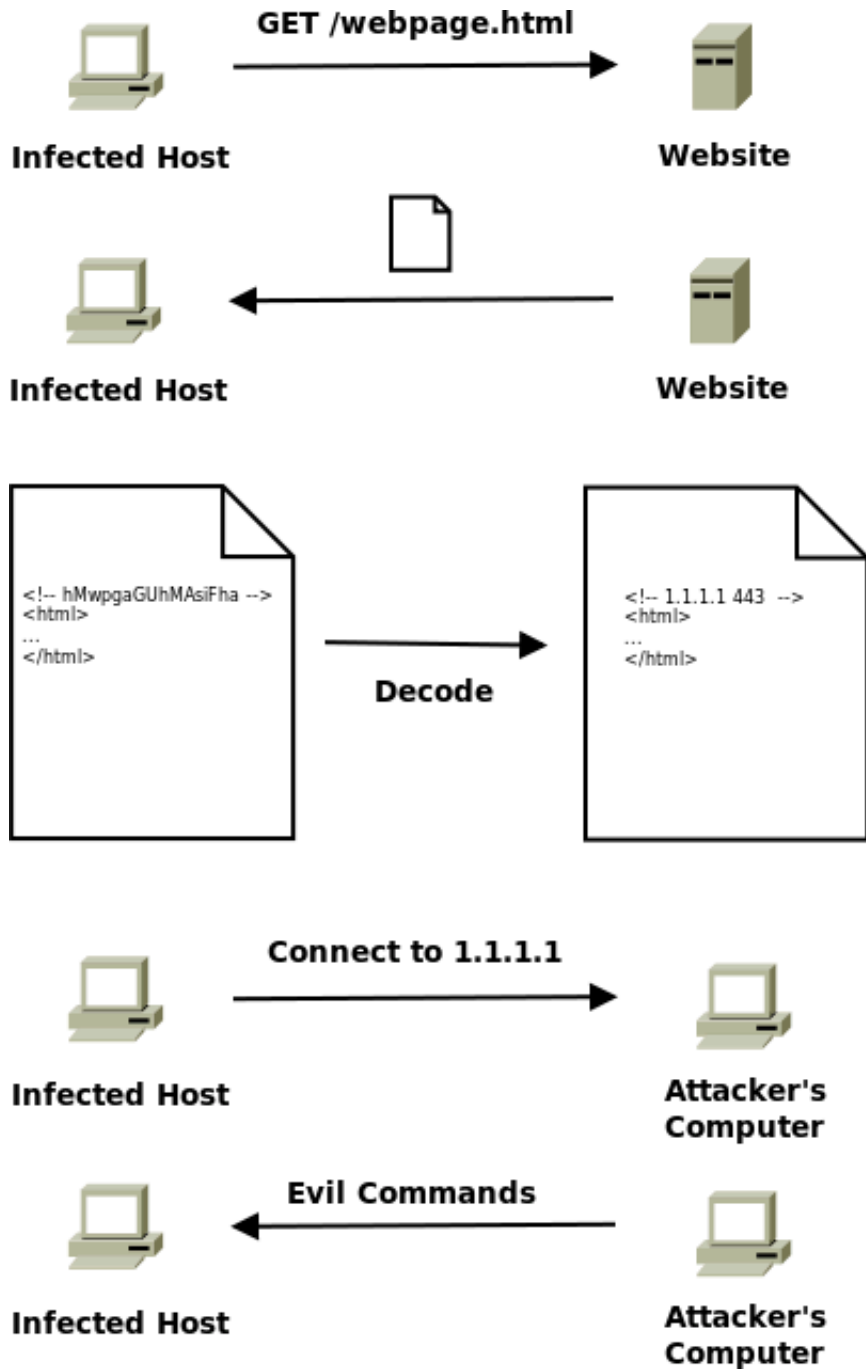 GET /webpage.html
Infected Host
Website
Infected Host
Website
<!-- hMwpgaGUhMAsiFha -->
<html>
...
</html>
Decode
<!-- 1.1.1.1 443  -->
<html>
...
</html>
Connect to 1.1.1.1
Infected Host
Attacker's
Computer
Evil Commands
Infected Host
Attacker's
Computer